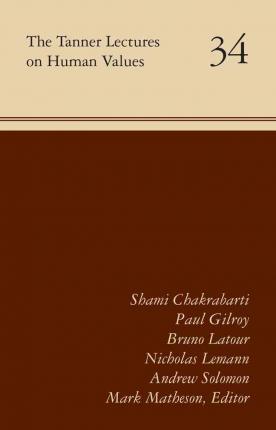 The Tanner Lectures
on Human Values
34
Shami Chakrabarti
Paul Gilroy
Bruno Latour
Nicholas Lemann
Andrew Solomon
Mark Matheson, Editor